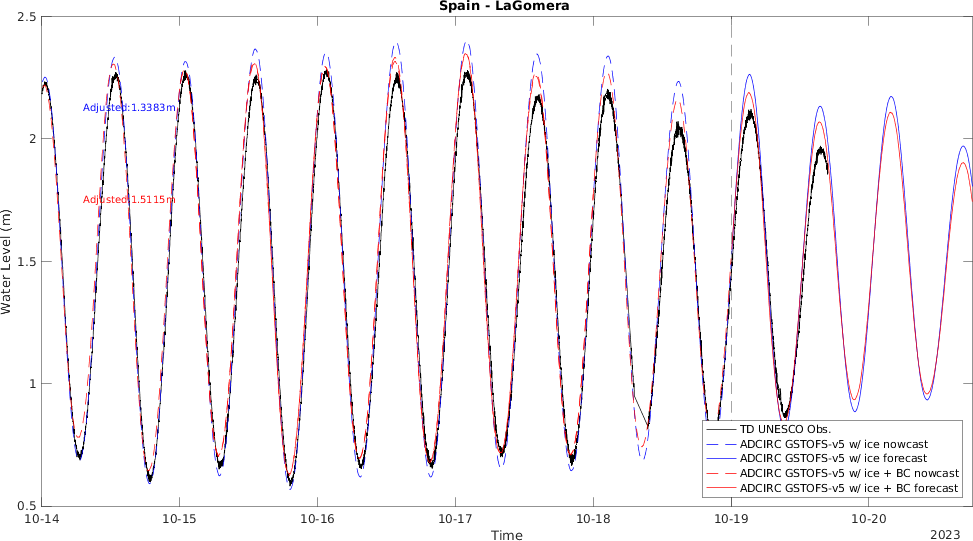 Spain - LaGomera
2.5
2
1.5
1
0.5
Water Level (m)
Adjusted:1.3383m
Adjusted:1.5115m
TD UNESCO Obs.
ADCIRC GSTOFS-v5 w/ ice nowcast
ADCIRC GSTOFS-v5 w/ ice forecast
ADCIRC GSTOFS-v5 w/ ice + BC nowcast
ADCIRC GSTOFS-v5 w/ ice + BC forecast
10-14 10-15 10-16 10-17 10-18 10-19 10-20
Time
2023